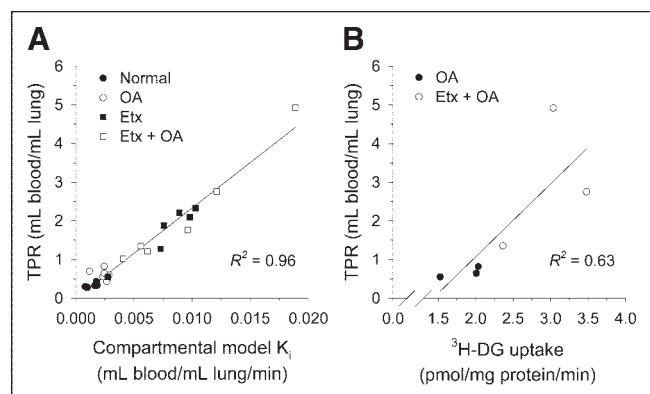 A
B
Normal
OA
Etx
Etx + OA
OA
Etx + OA
TPR (mL blood/mL lung)
6
5
4
3
2
1
0
R² = 0.96
0.000 0.005 0.010 0.015 0.020
Compartmental model Kᵢ
(mL blood/mL lung/min)
TPR (mL blood/mL lung)
6
5
4
3
2
1
0
R² = 0.63
0.0 1.5 2.0 2.5 3.0 3.5 4.0
³H-DG uptake
(pmol/mg protein/min)